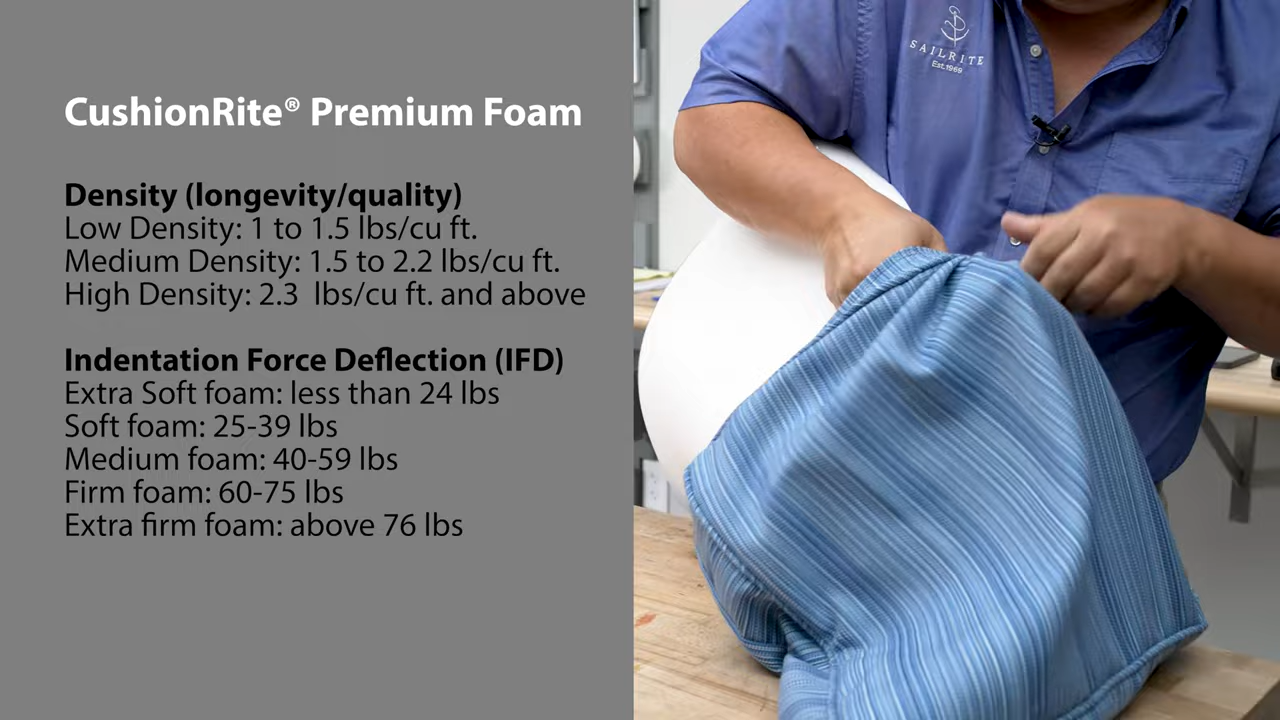 CushionRite® Premium Foam
Density (longevity/quality)
Low Density: 1 to 1.5 lbs/cu ft.
Medium Density: 1.5 to 2.2 lbs/cu ft.
High Density: 2.3  lbs/cu ft. and above
Indentation Force Deflection (IFD)
Extra Soft foam: less than 24 lbs
Soft foam: 25-39 lbs
Medium foam: 40-59 lbs
Firm foam: 60-75 lbs
Extra firm foam: above 76 lbs
SAILRITE
Est.1969